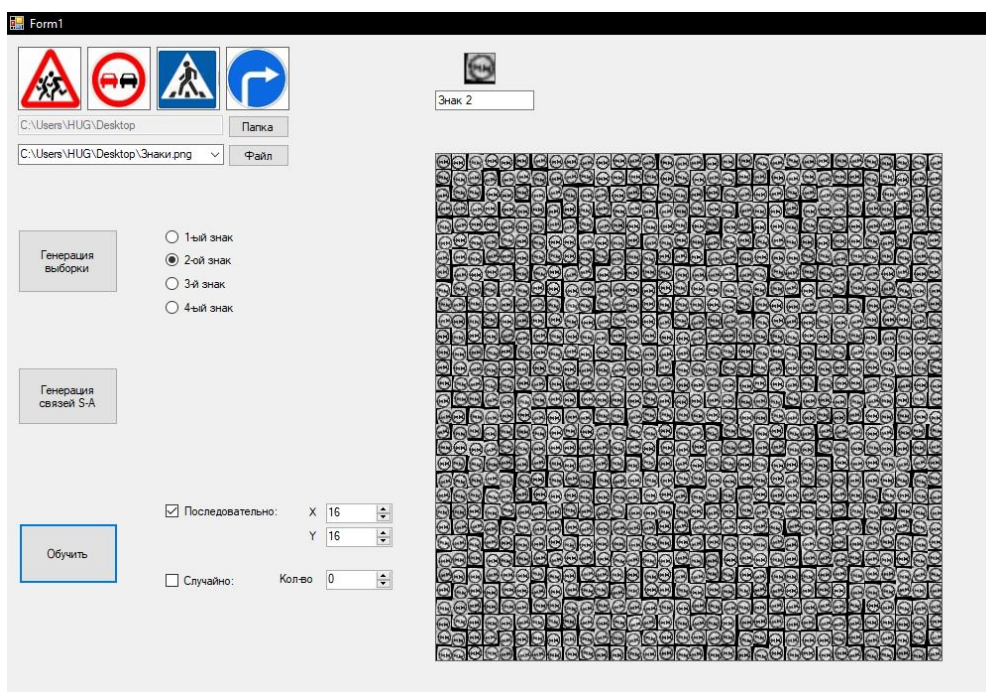 Form1
Знак 2
C:\Users\HUG\Desktop
Папка
C:\Users\HUG\Desktop\Знаки.png
Файл
Генерация
выборки
1-ый знак
2-ой знак
3-й знак
4-ый знак
Генерация
связей S-A
Обучить
Последовательно:
X
16
Y
16
Случайно:
Кол-во
0